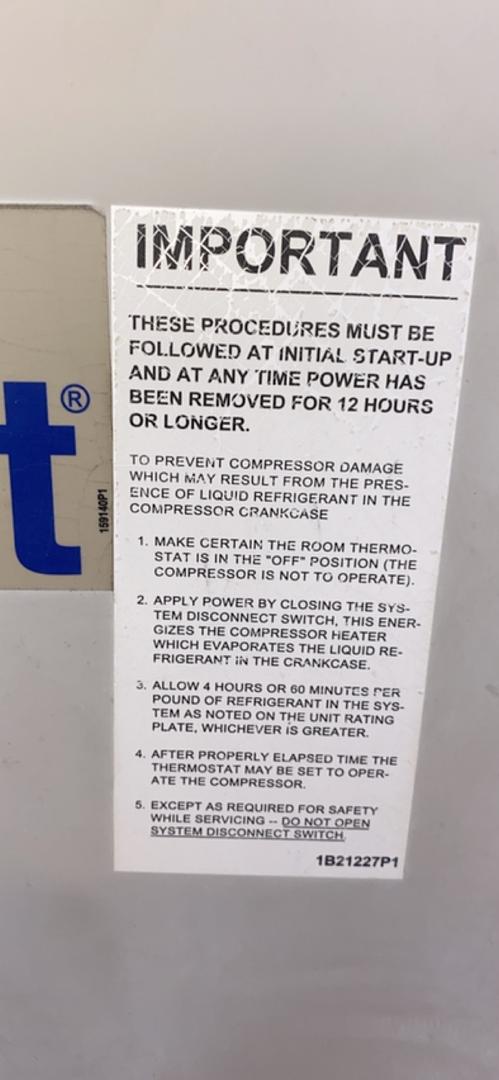 IMPORTANT
THESE PROCEDURES MUST BE
FOLLOWED AT INITIAL START-UP
AND AT ANY TIME POWER HAS
BEEN REMOVED FOR 12 HOURS
OR LONGER.
TO PREVENT COMPRESSOR DAMAGE
WHICH MAY RESULT FROM THE PRES-
ENCE OF LIQUID REFRIGERANT IN THE
COMPRESSOR CRANKCASE
1. MAKE CERTAIN THE ROOM THERMO-
STAT IS IN THE "OFF" POSITION (THE
COMPRESSOR IS NOT TO OPERATE).
2. APPLY POWER BY CLOSING THE SYS-
TEM DISCONNECT SWITCH, THIS ENER-
GIZES THE COMPRESSOR HEATER
WHICH EVAPORATES THE LIQUID RE-
FRIGERANT IN THE CRANKCASE.
3. ALLOW 4 HOURS OR 60 MINUTES PER
POUND OF REFRIGERANT IN THE SYS-
TEM AS NOTED ON THE UNIT RATING
PLATE, WHICHEVER IS GREATER.
4. AFTER PROPERLY ELAPSED TIME THE
THERMOSTAT MAY BE SET TO OPER-
ATE THE COMPRESSOR.
5. EXCEPT AS REQUIRED FOR SAFETY
WHILE SERVICING -- DO NOT OPEN
SYSTEM DISCONNECT SWITCH.
1B21227P1
t®
159140P1